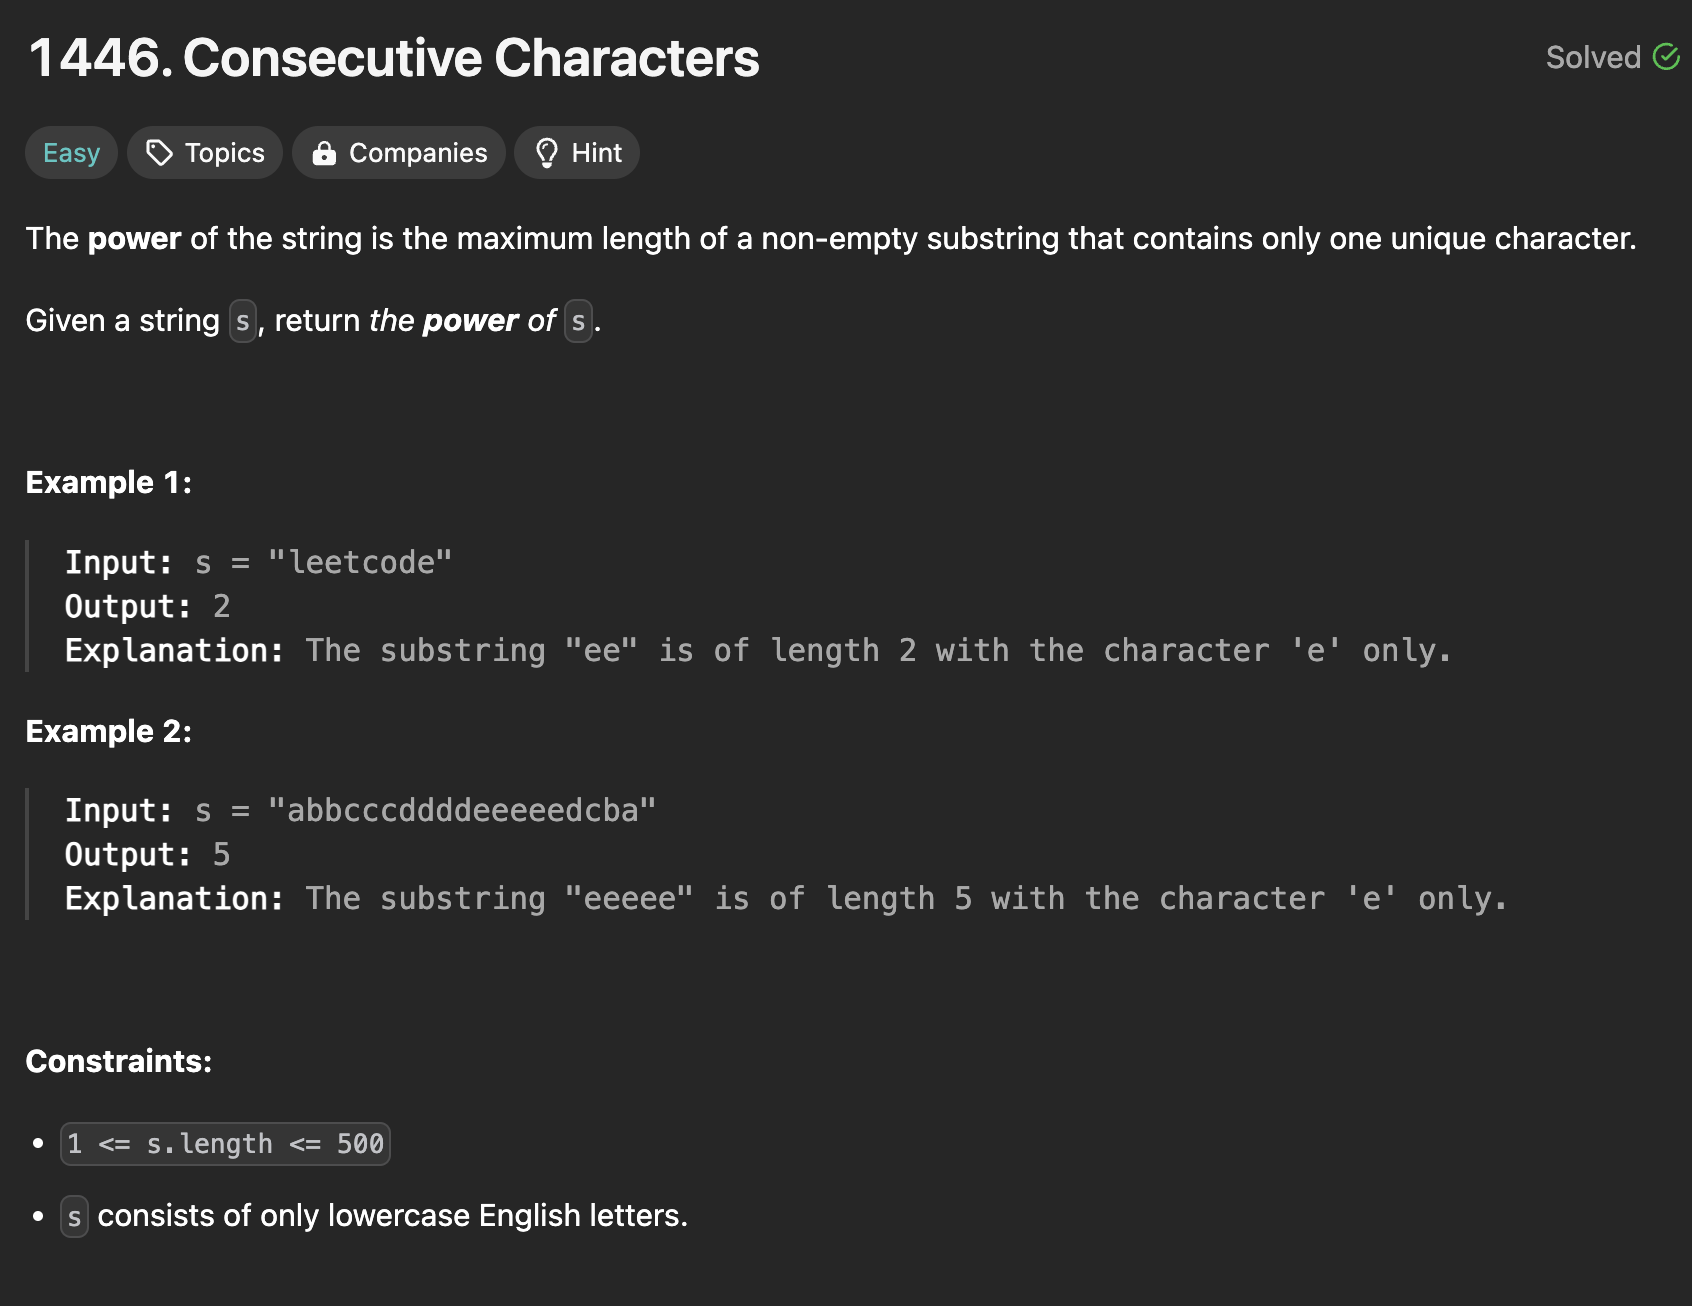 1446. Consecutive Characters
Solved
Easy
Topics
Companies
Hint
The power of the string is the maximum length of a non-empty substring that contains only one unique character.
Given a string s, return the power of s.
Example 1:
Input: s = "leetcode"
Output: 2
Explanation: The substring "ee" is of length 2 with the character 'e' only.
Example 2:
Input: s = "abbcccddddeeeeedcba"
Output: 5
Explanation: The substring "eeeee" is of length 5 with the character 'e' only.
Constraints:
• 1 <= s.length <= 500
• s consists of only lowercase English letters.